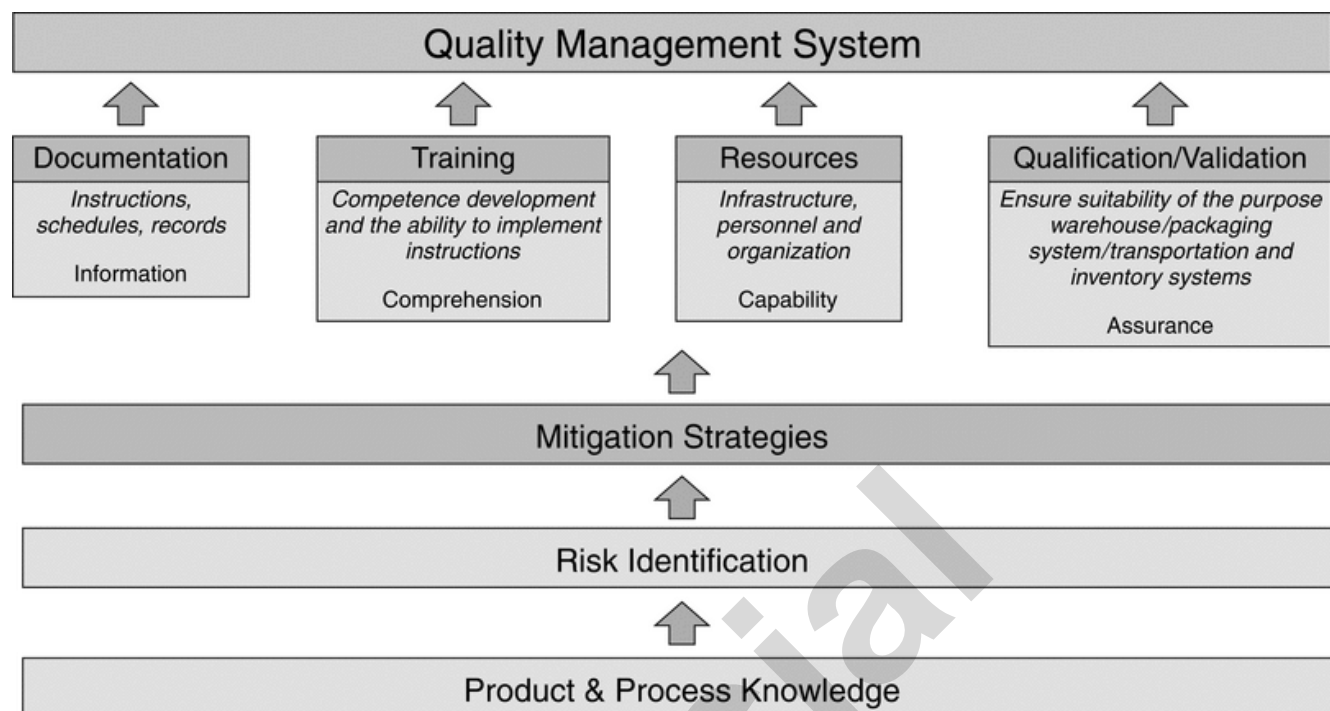 Quality Management System
Documentation
Instructions,
schedules, records
Information
Training
Competence development
and the ability to implement
instructions
Comprehension
Resources
Infrastructure,
personnel and
organization
Capability
Qualification/Validation
Ensure suitability of the purpose
warehouse/packaging
system/transportation and
inventory systems
Assurance
Mitigation Strategies
Risk Identification
Product & Process Knowledge